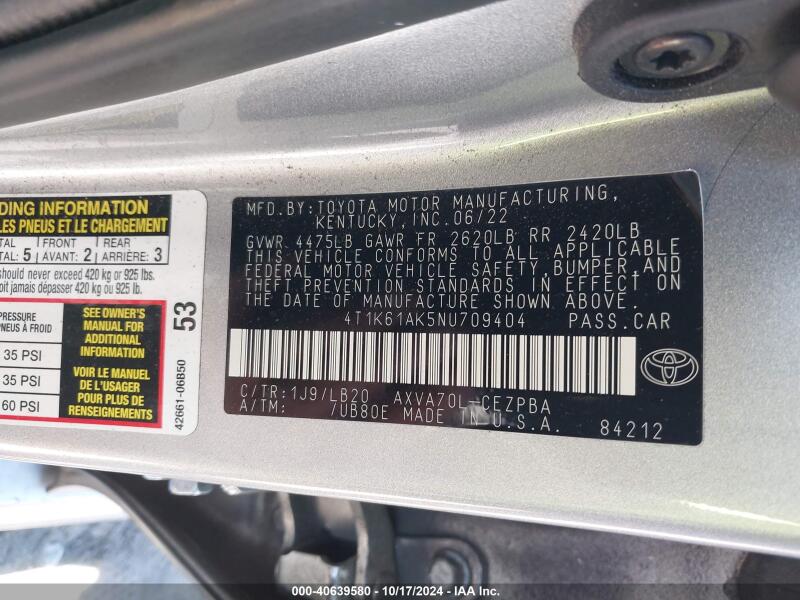 DING INFORMATION
LES PNEUS ET LE CHARGEMENT
TAL 5 FRONT AVANT: 2 REAR ARRIÈRE: 3
should never exceed 420 kg or 925 lbs.
oit jamais dépasser 420 kg ou 925 lb.
PNEUS À FROID
35 PSI
35 PSI
60 PSI
SEE OWNER'S
MANUAL FOR
ADDITIONAL
INFORMATION
VOIR LE MANUEL
DE L'USAGER
POUR PLUS DE
RENSEIGNEMENTS
53
42661-06B50
MFD.BY:TOYOTA MOTOR MANUFACTURING,
KENTUCKY, INC.06/22
GVWR 4475LB GAWR FR 2620LB RR 2420LB
THIS VEHICLE CONFORMS TO ALL APPLICABLE
FEDERAL MOTOR VEHICLE SAFETY, BUMPER, AND
THEFT PREVENTION STANDARDS IN EFFECT ON
THE DATE OF MANUFACTURE SHOWN ABOVE.
4T1K61AK5NU709404 PASS.CAR
C/TR:1J9/LB20 AXVA70L-CEZPBA
A/TM: 7UB80E MADE IN U.S.A. 84212
TOYOTA
000-40639580 - 10/17/2024 - IAA Inc.